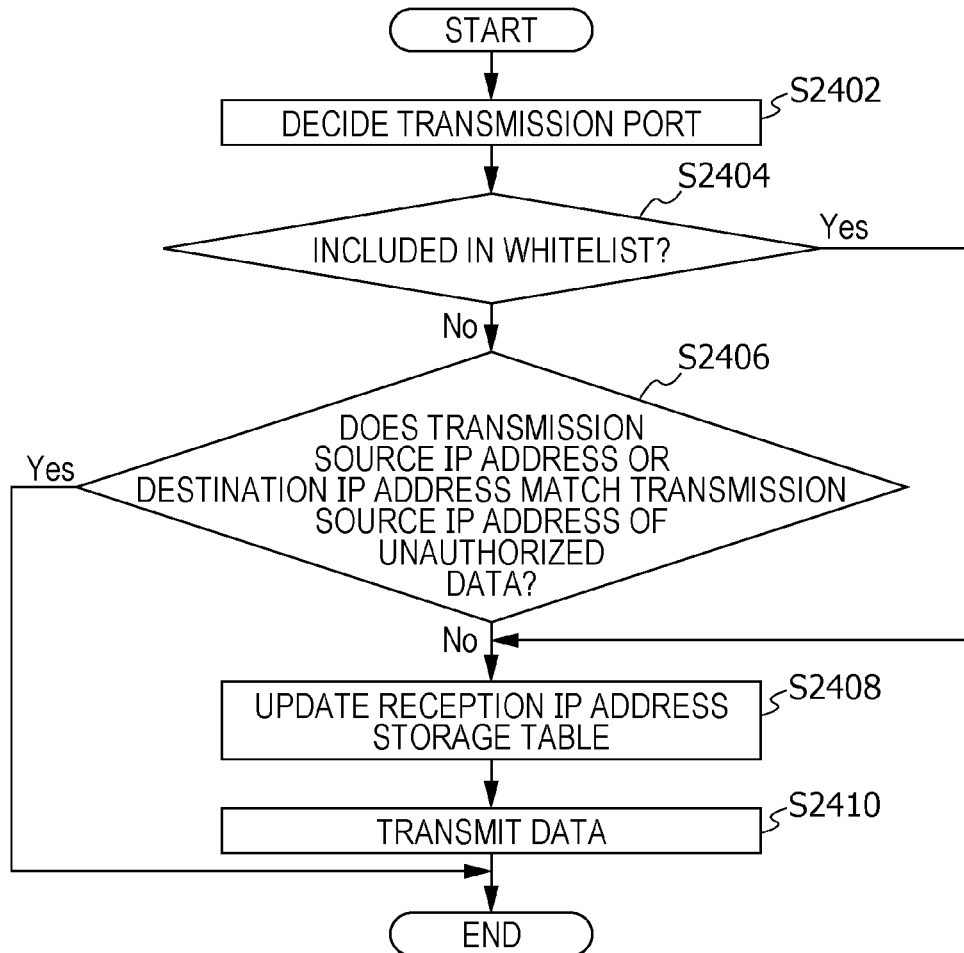 START
S2402
DECIDE TRANSMISSION PORT
S2404
INCLUDED IN WHITELIST?
Yes
No
S2406
DOES TRANSMISSION
SOURCE IP ADDRESS OR
DESTINATION IP ADDRESS MATCH TRANSMISSION
SOURCE IP ADDRESS OF
UNAUTHORIZED
DATA?
Yes
No
S2408
UPDATE RECEPTION IP ADDRESS
STORAGE TABLE
S2410
TRANSMIT DATA
END